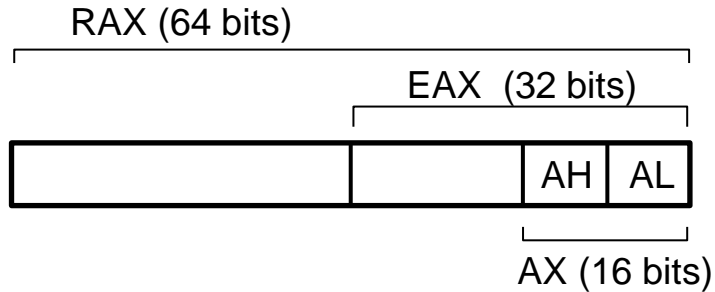 RAX (64 bits)
EAX (32 bits)
AH AL
AX (16 bits)